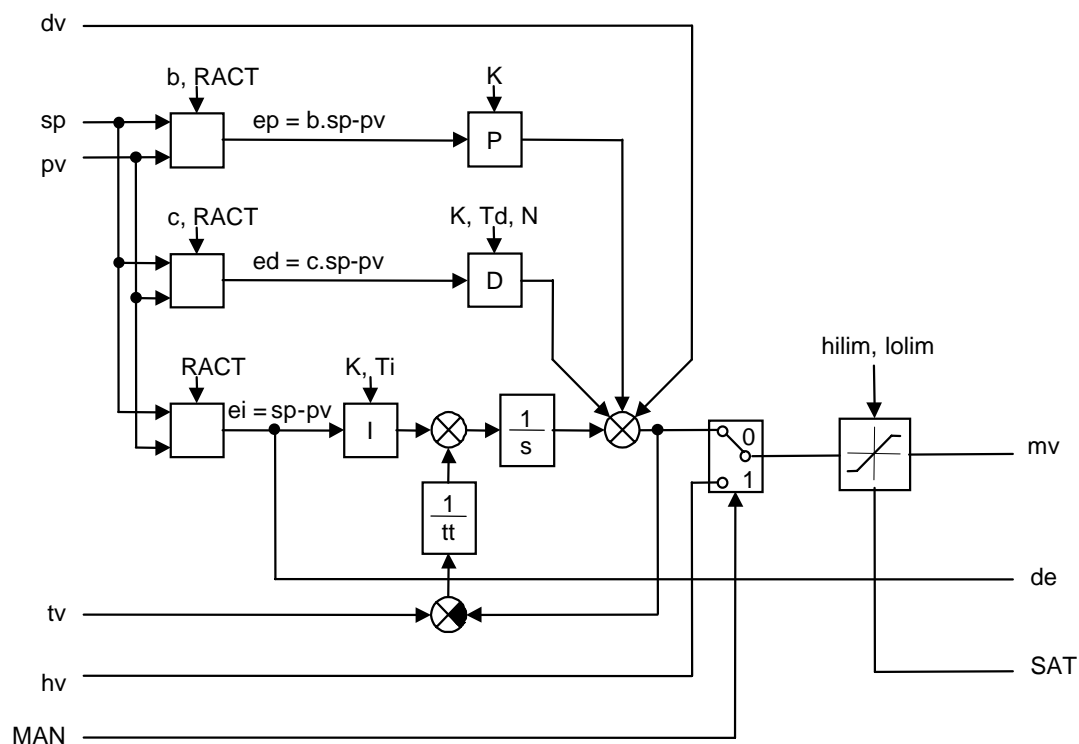 dv
b, RACT
K
sp
ep = b.sp-pv
P
pv
c, RACT
K, Td, N
ed = c.sp-pv
D
hilim, lolim
RACT
K, Ti
ei = sp-pv
I
1
s
0
1
mv
1
tt
de
tv
SAT
hv
MAN